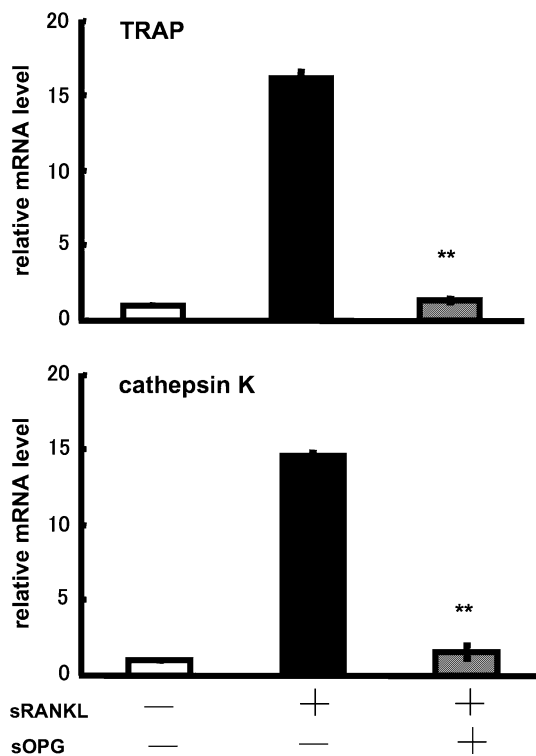 20
TRAP
15
relative mRNA level
10
5
**
0
20
cathepsin K
15
relative mRNA level
10
5
**
0
sRANKL — + +
sOPG — — +